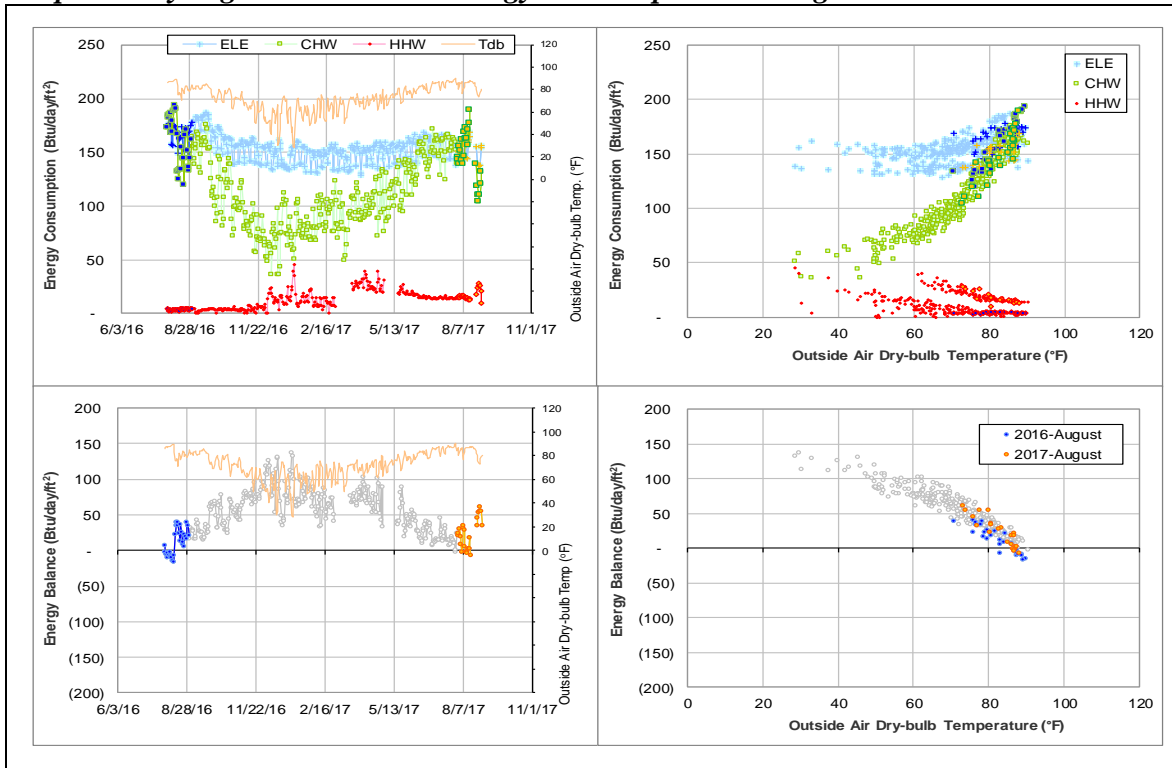 250
200
150
100
50
-
Energy Consumption (Btu/day/ft²)
ELE CHW HHW Tdb
120
100
80
60
40
20
0
Outside Air Dry-bulb Temp. (°F)
6/3/16 8/28/16 11/22/16 2/16/17 5/13/17 8/7/17 11/1/17
250
200
150
100
50
-
Energy Consumption (Btu/day/ft²)
ELE
CHW
HHW
0 20 40 60 80 100 120
Outside Air Dry-bulb Temperature (°F)
200
150
100
50
-
(50)
(100)
(150)
(200)
Energy Balance (Btu/day/ft²)
120
100
80
60
40
20
0
Outside Air Dry-bulb Temp (°F)
6/3/16 8/28/16 11/22/16 2/16/17 5/13/17 8/7/17 11/1/17
200
150
100
50
-
(50)
(100)
(150)
(200)
Energy Balance (Btu/day/ft²)
2016-August
2017-August
0 20 40 60 80 100 120
Outside Air Dry-bulb Temperature (°F)